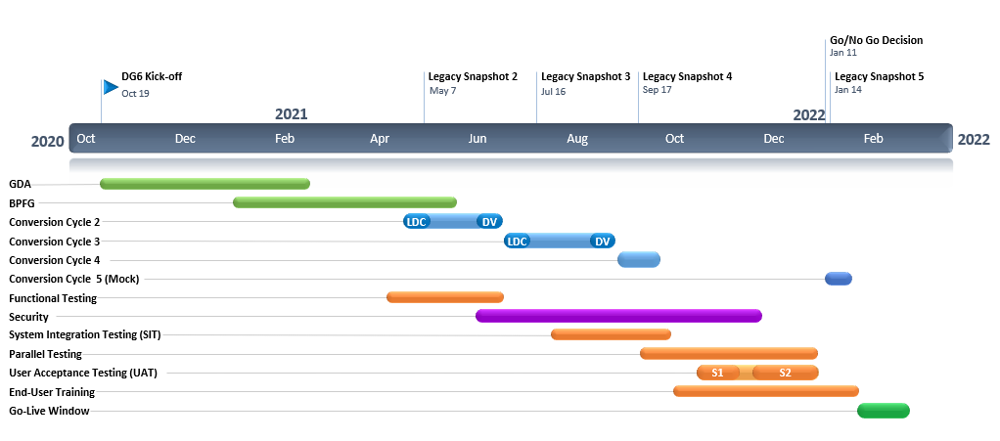 Go/No Go Decision
Jan 11
DG6 Kick-off
Oct 19
Legacy Snapshot 2
May 7
Legacy Snapshot 3
Jul 16
Legacy Snapshot 4
Sep 17
Legacy Snapshot 5
Jan 14
2021
2022
2020
Oct Dec Feb Apr Jun Aug Oct Dec Feb
2022
GDA
BPFG
Conversion Cycle 2 LDC DV
Conversion Cycle 3 LDC DV
Conversion Cycle 4
Conversion Cycle 5 (Mock)
Functional Testing
Security
System Integration Testing (SIT)
Parallel Testing
User Acceptance Testing (UAT) S1 S2
End-User Training
Go-Live Window